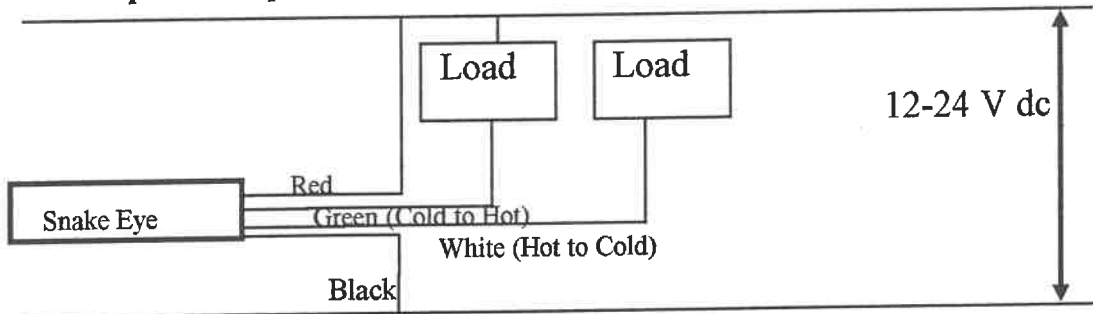 Load
Load
12-24 V dc
Red
Snake Eye
Green (Cold to Hot)
White (Hot to Cold)
Black